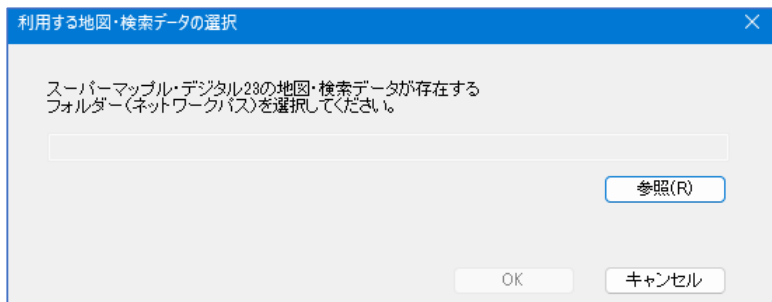 利用する地図・検索データの選択
スーパーマップル・デジタル23の地図・検索データが存在する
フォルダー(ネットワークパス)を選択してください。
参照(R)
OK
キャンセル